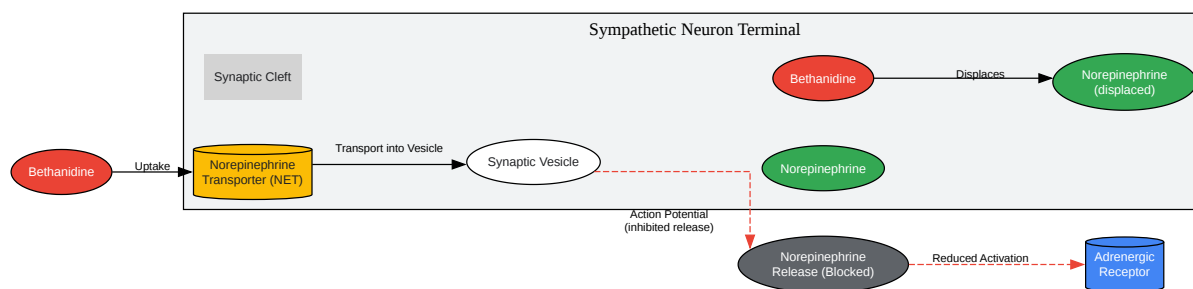 Sympathetic Neuron Terminal
Synaptic Cleft
Bethanidine
Displaces
Norepinephrine
(displaced)
Bethanidine
Uptake
Norepinephrine
Transporter (NET)
Transport into Vesicle
Synaptic Vesicle
Norepinephrine
Action Potential
(inhibited release)
Norepinephrine
Release (Blocked)
Reduced Activation
Adrenergic
Receptor